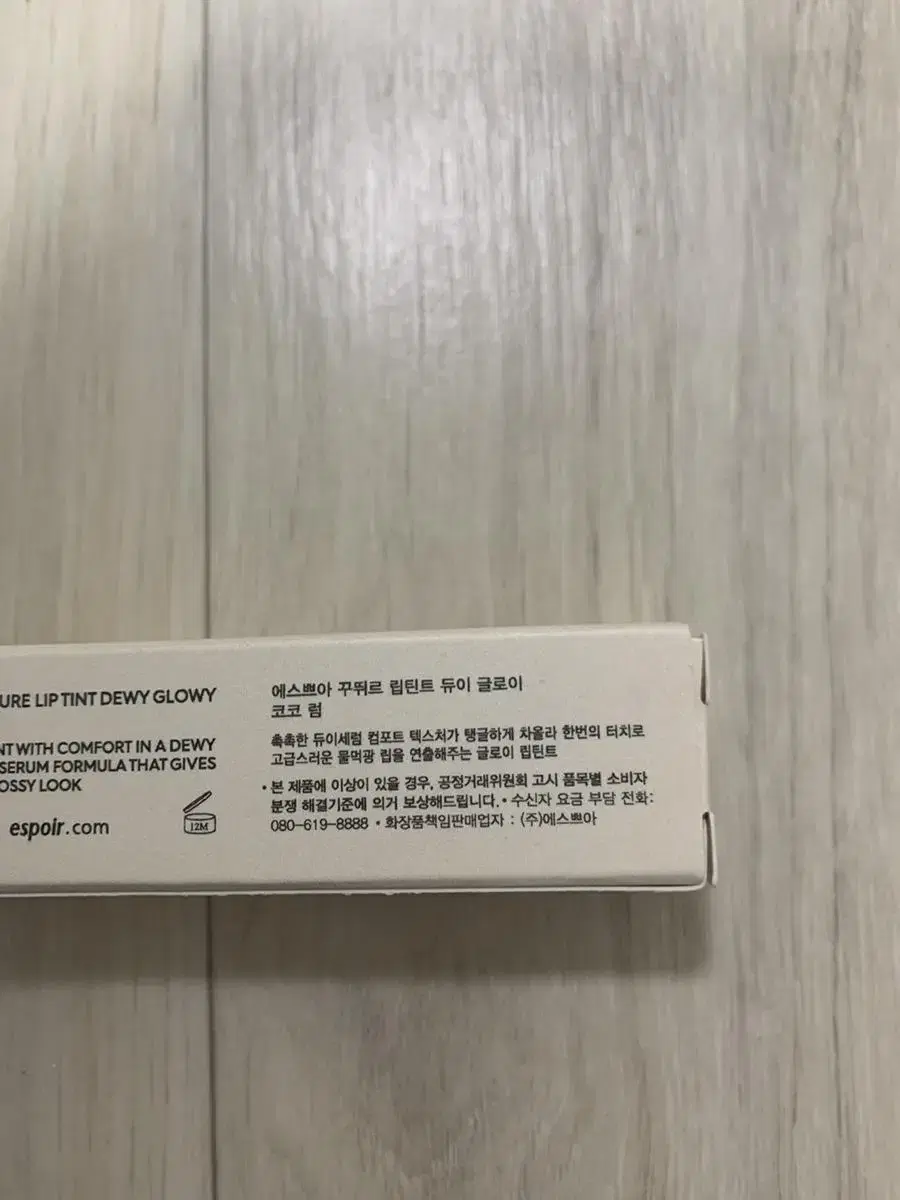 URE LIP TINT DEWY GLOWY
NT WITH COMFORT IN A DEWY
SERUM FORMULA THAT GIVES
OSSY LOOK
espoir.com
12M
에스쁘아 꾸뛰르 립틴트 듀이 글로이
코코 럼
촉촉한 듀이세럼 컴포트 텍스처가 탱글하게 차올라 한번의 터치로
고급스러운 물먹광 립을 연출해주는 글로이 립틴트
• 본 제품에 이상이 있을 경우, 공정거래위원회 고시 품목별 소비자
분쟁 해결기준에 의거 보상해드립니다. • 수신자 요금 부담 전화:
080-619-8888 • 화장품책임판매업자 : (주)에스쁘아